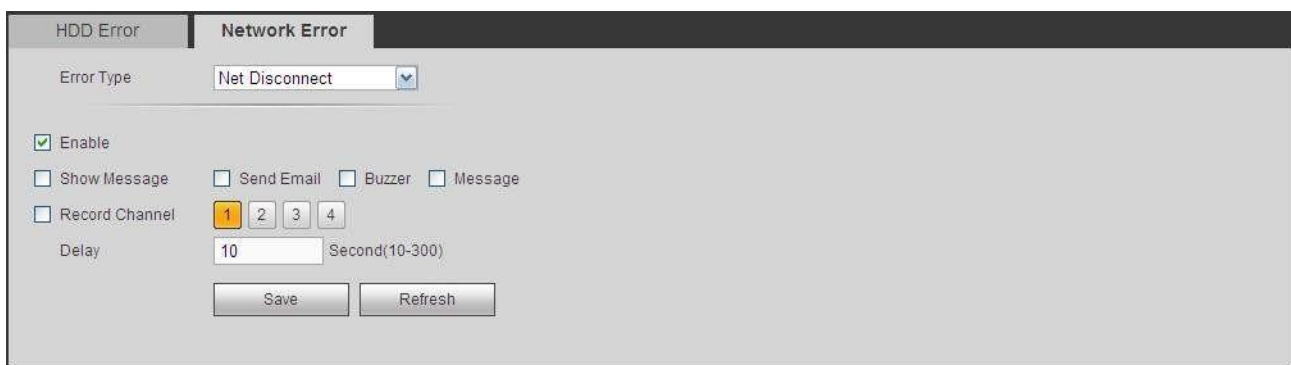 HDD Error Network Error
Error Type Net Disconnect
Enable
Show Message Send Email Buzzer Message
Record Channel 1 2 3 4
Delay 10 Second(10-300)
Save Refresh